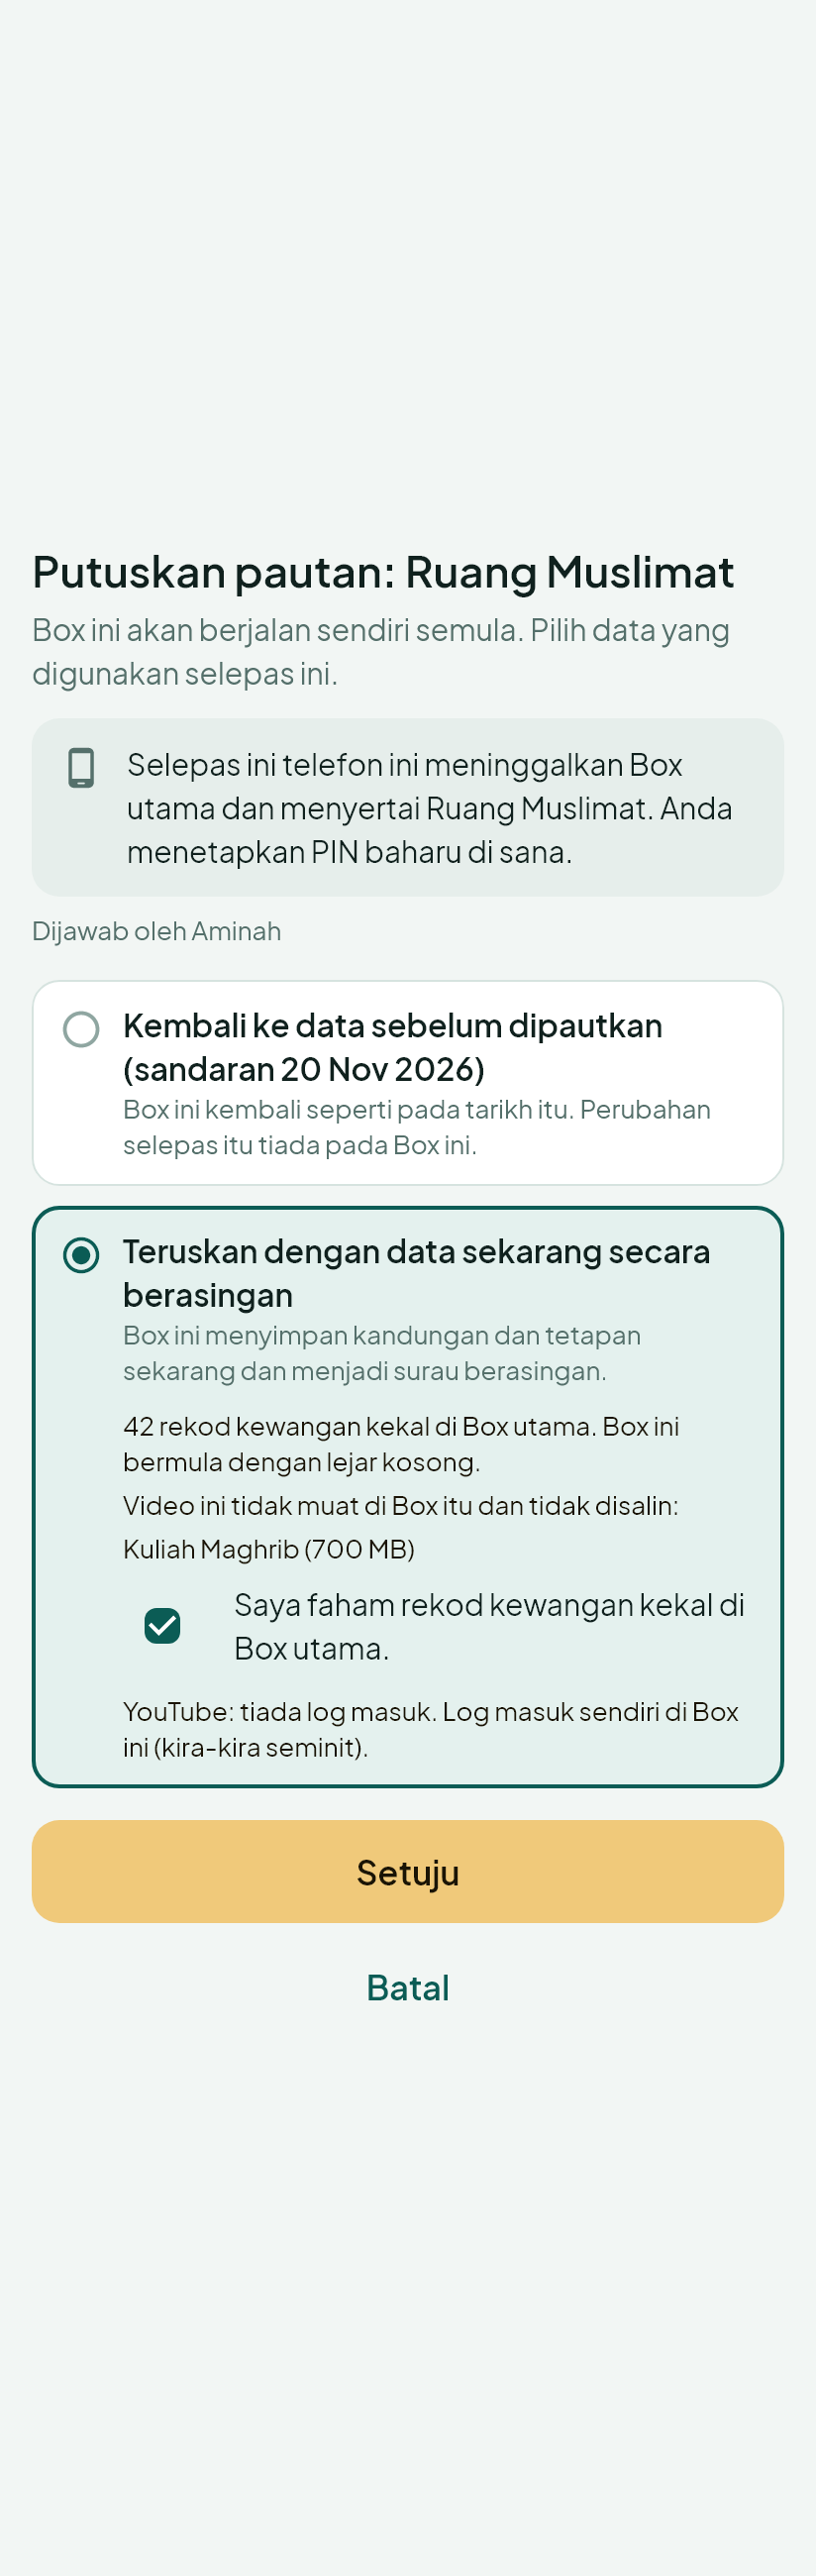 Putuskan pautan: Ruang Muslimat
Box ini akan berjalan sendiri semula. Pilih data yang
digunakan selepas ini.
Selepas ini telefon ini meninggalkan Box
utama dan menyertai Ruang Muslimat. Anda
menetapkan PIN baharu di sana.
Dijawab oleh Aminah
Kembali ke data sebelum dipautkan
(sandaran 20 Nov 2026)
Box ini kembali seperti pada tarikh itu. Perubahan
selepas itu tiada pada Box ini.
Teruskan dengan data sekarang secara
berasingan
Box ini menyimpan kandungan dan tetapan
sekarang dan menjadi surau berasingan.
42 rekod kewangan kekal di Box utama. Box ini
bermula dengan lejar kosong.
Video ini tidak muat di Box itu dan tidak disalin:
Kuliah Maghrib (700 MB)
Saya faham rekod kewangan kekal di
Box utama.
YouTube: tiada log masuk. Log masuk sendiri di Box
ini (kira-kira seminit).
Setuju
Batal